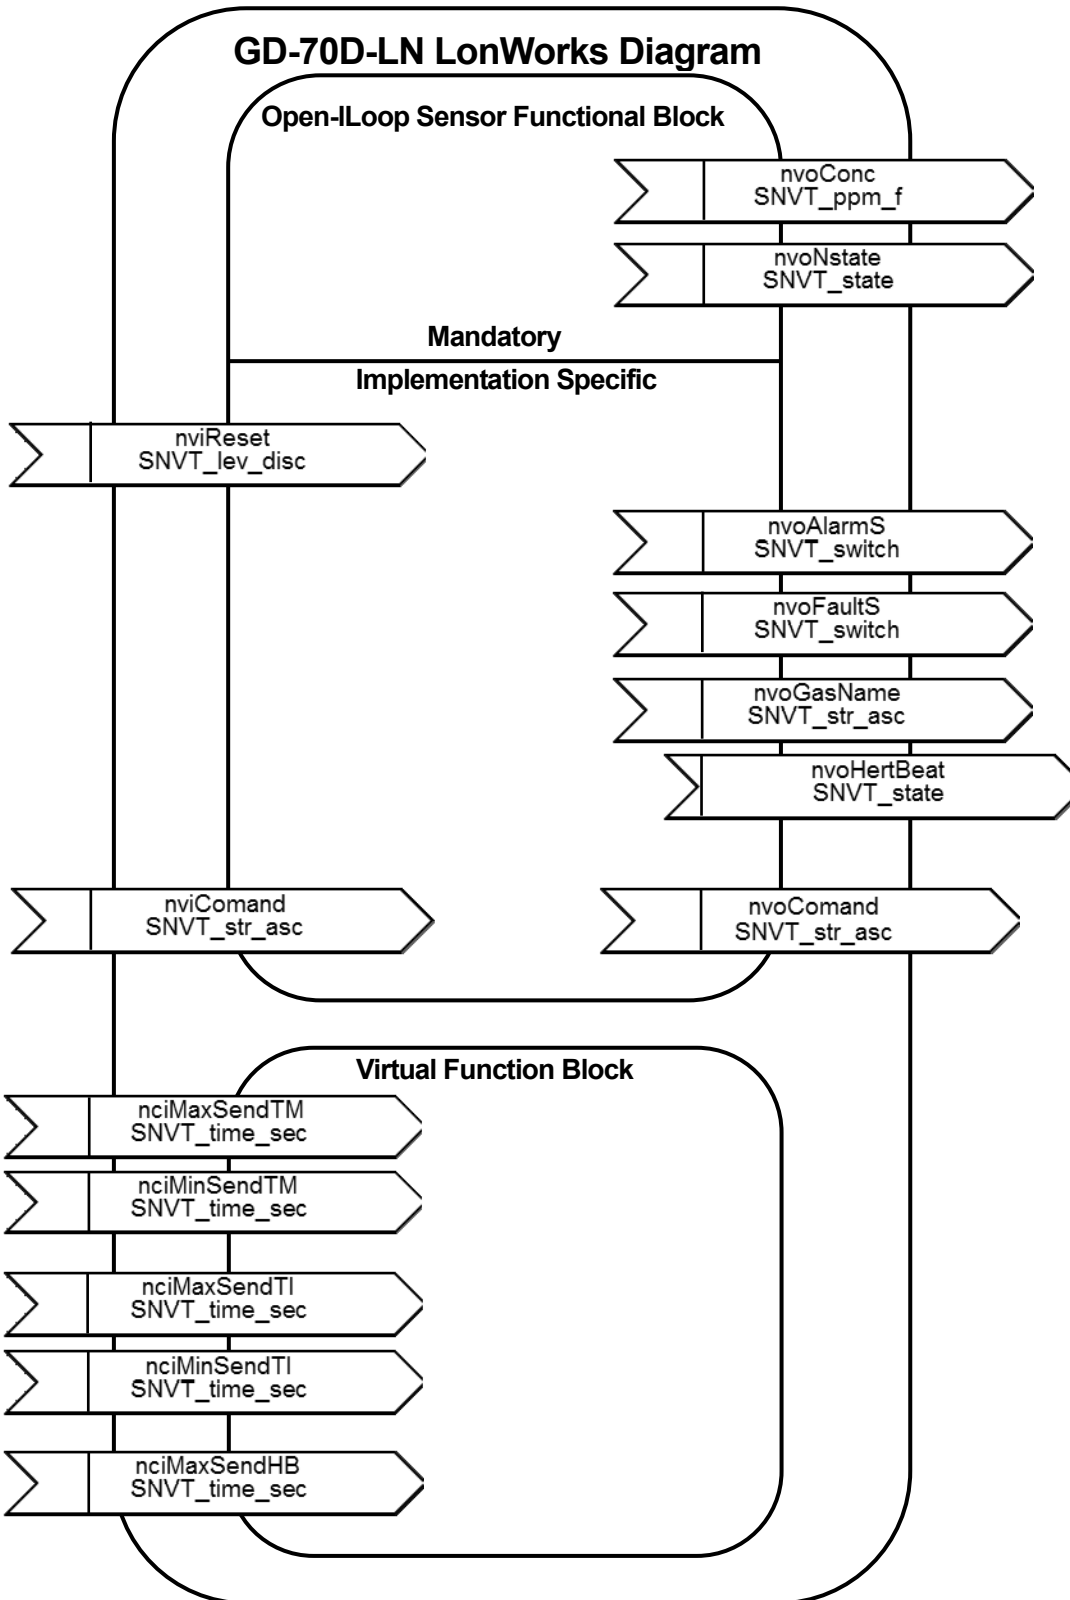 GD-70D-LN LonWorks Diagram
Open-ILoop Sensor Functional Block
nvoConc
SNVT_ppm_f
nvoNstate
SNVT_state
Mandatory
Implementation Specific
nviReset
SNVT_lev_disc
nvoAlarmS
SNVT_switch
nvoFaultS
SNVT_switch
nvoGasName
SNVT_str_asc
nvoHertBeat
SNVT_state
nviComand
SNVT_str_asc
nvoComand
SNVT_str_asc
Virtual Function Block
nciMaxSendTM
SNVT_time_sec
nciMinSendTM
SNVT_time_sec
nciMaxSendTI
SNVT_time_sec
nciMinSendTI
SNVT_time_sec
nciMaxSendHB
SNVT_time_sec